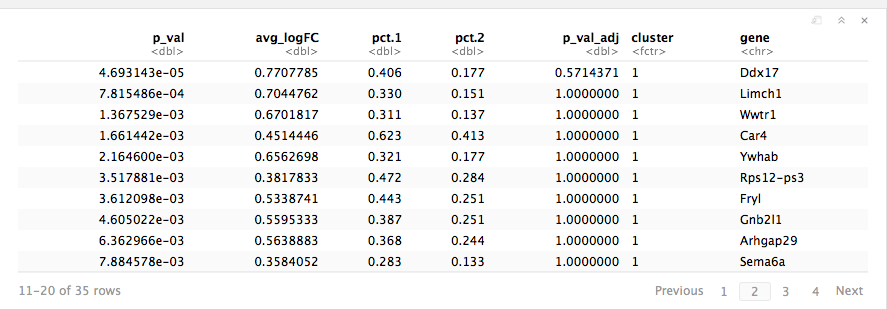 p_val avg_logFC pct.1 pct.2 p_val_adj cluster gene
<dbl> <dbl> <dbl> <dbl> <dbl> <fctr> <chr>
4.693143e-05 0.7707785 0.406 0.177 0.5714371 1 Ddx17
7.815486e-04 0.7044762 0.330 0.151 1.0000000 1 Limch1
1.367529e-03 0.6701817 0.311 0.137 1.0000000 1 Wwtr1
1.661442e-03 0.4514446 0.623 0.413 1.0000000 1 Car4
2.164600e-03 0.6562698 0.321 0.177 1.0000000 1 Ywhab
3.517881e-03 0.3817833 0.472 0.284 1.0000000 1 Rps12-ps3
3.612098e-03 0.5338741 0.443 0.251 1.0000000 1 Fryl
4.605022e-03 0.5595333 0.387 0.251 1.0000000 1 Gnb2l1
6.362966e-03 0.5638883 0.368 0.244 1.0000000 1 Arhgap29
7.884578e-03 0.3584052 0.283 0.133 1.0000000 1 Sema6a
11-20 of 35 rows Previous 1 2 3 4 Next